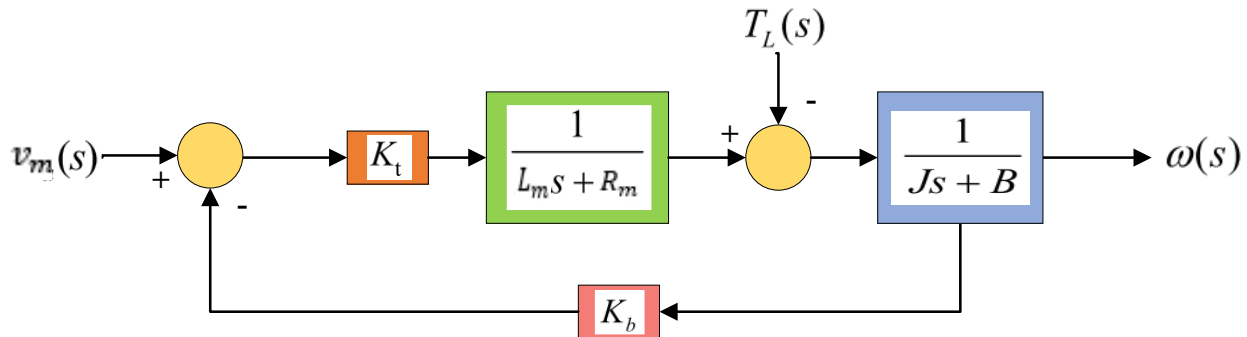 T_L(s)
-
v_m(s)
+
-
K_t
1
L_m s + R_m
+
1
Js + B
ω(s)
K_b